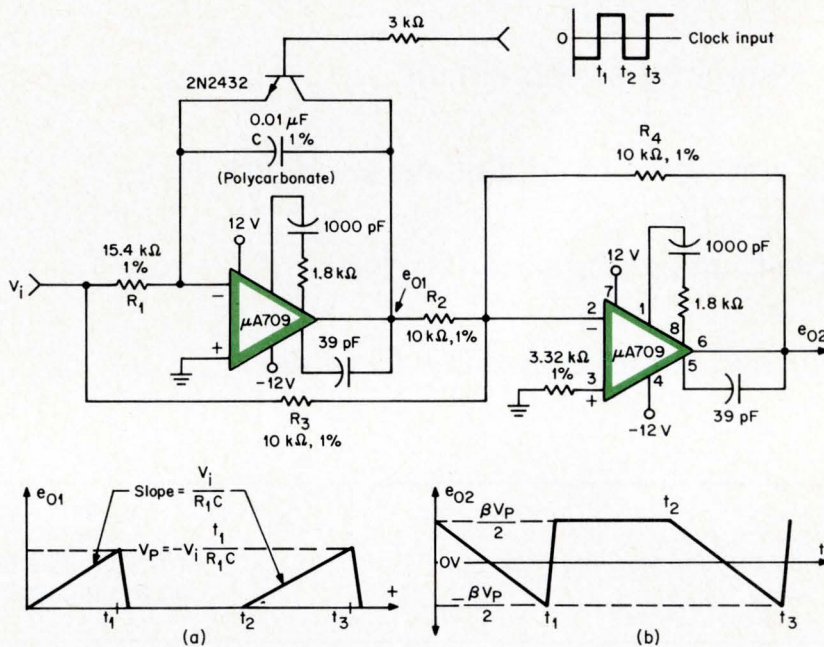 3 kΩ
0
Clock input
t₁ t₂ t₃
2N2432
0.01 µF
C 1%
(Polycarbonate)
R₄
10 kΩ, 1%
12 V
1000 pF
1.8 kΩ
15.4 kΩ
1%
R₁
Vᵢ
−
µA709
+
39 pF
−12 V
e₀₁
R₂
10 kΩ, 1%
R₃
10 kΩ, 1%
12 V
7
1
1000 pF
1.8 kΩ
2
−
8
µA709
6
5
e₀₂
3.32 kΩ
1%
3
+
4
−12 V
39 pF
e₀₁
Slope = Vᵢ/R₁C
V_P = −Vᵢ t₁/R₁C
t₁ t₂ t₃
+
(a)
e₀₂
βV_P/2
t₂
t
0V
−βV_P/2
t₁ t₃
(b)